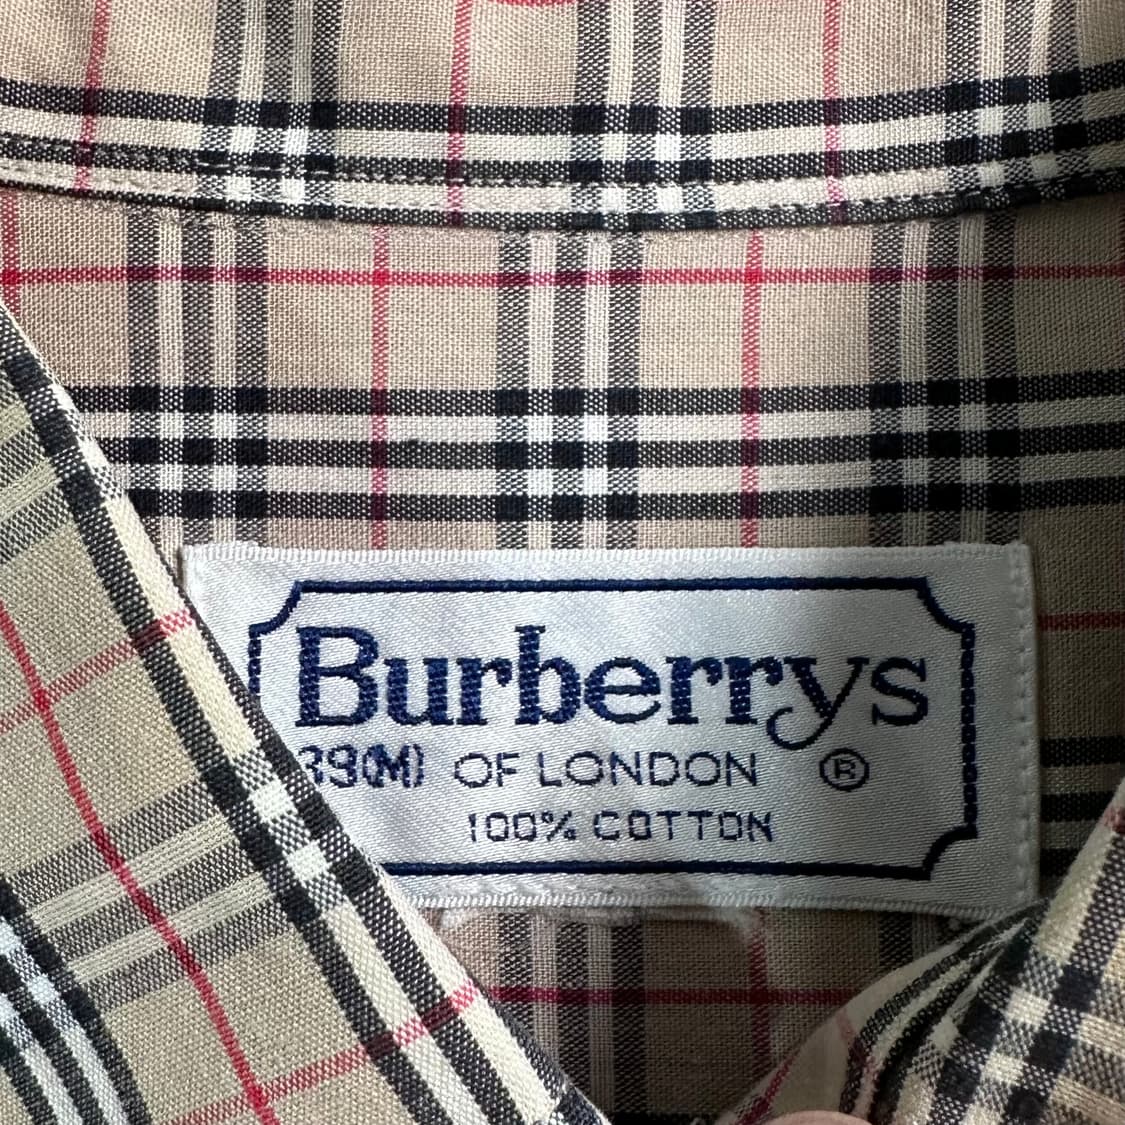 Burberrys
39(M) OF LONDON ®
100% COTTON